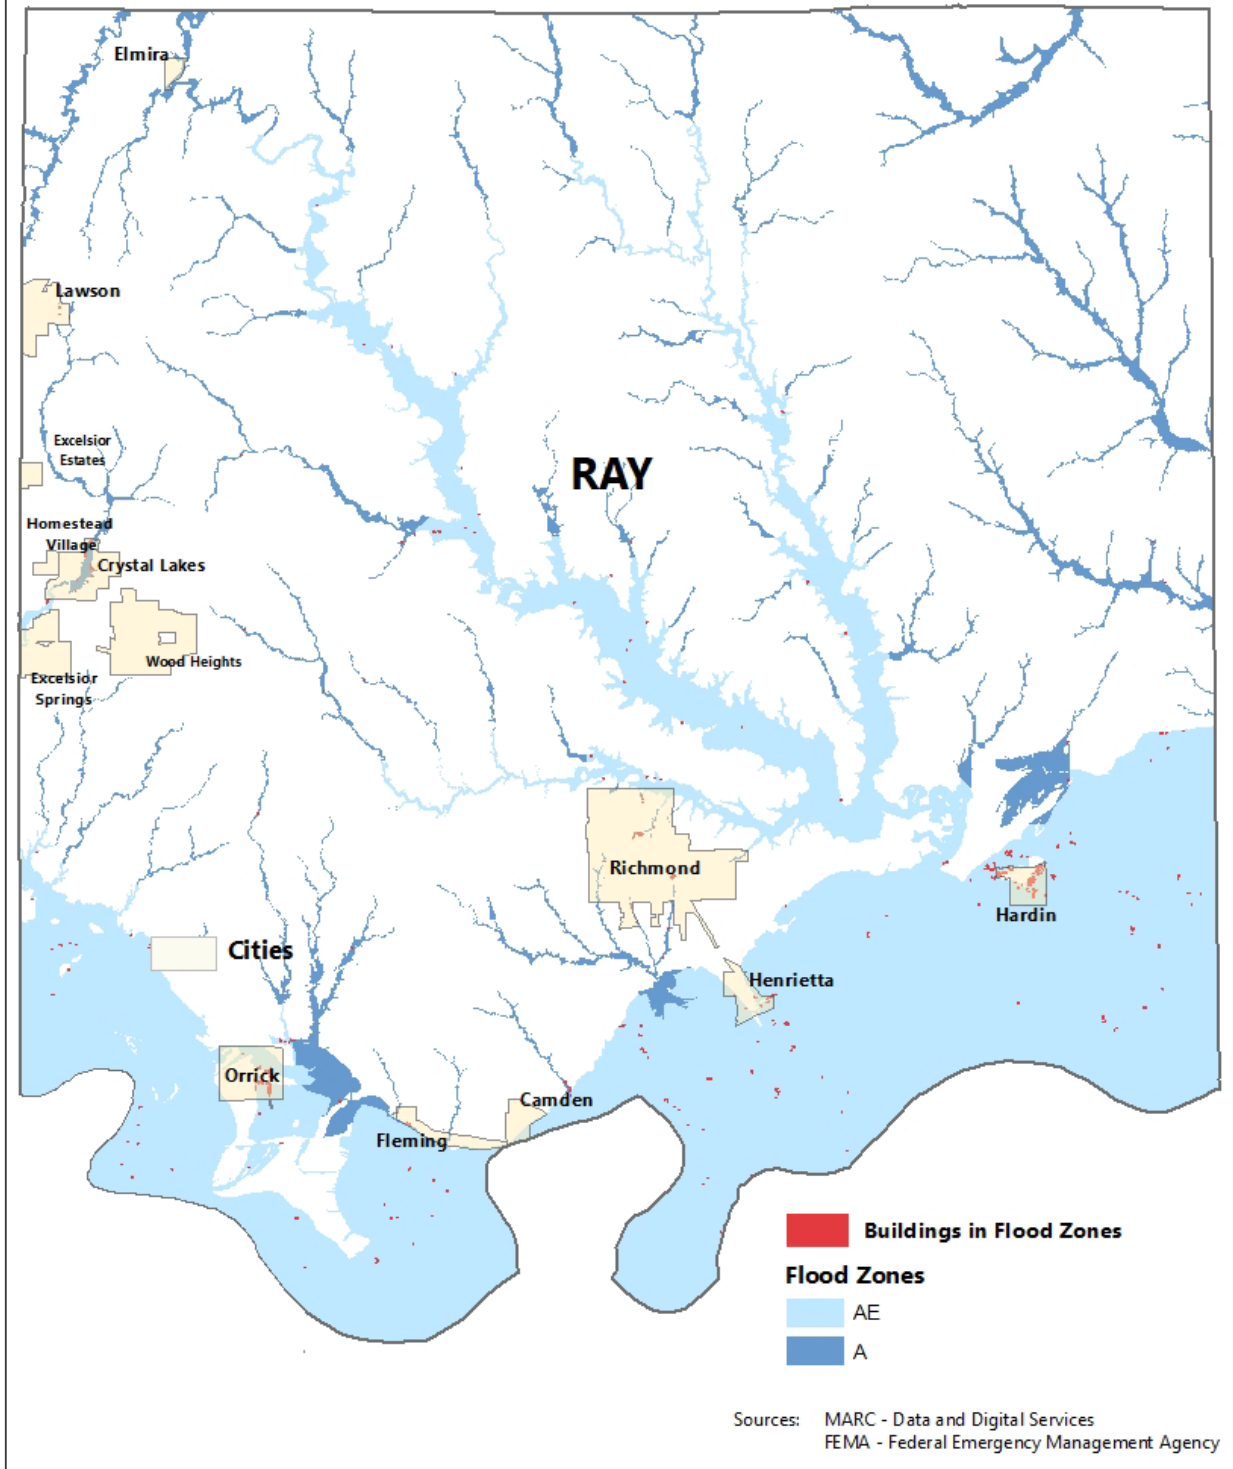 Elmira
Lawson
Excelsior
Estates
RAY
Homestead
Village
Crystal Lakes
Wood Heights
Excelsior
Springs
Richmond
Hardin
Cities
Henrietta
Orrick
Camden
Fleming
Buildings in Flood Zones
Flood Zones
AE
A
Sources: MARC - Data and Digital Services
FEMA - Federal Emergency Management Agency